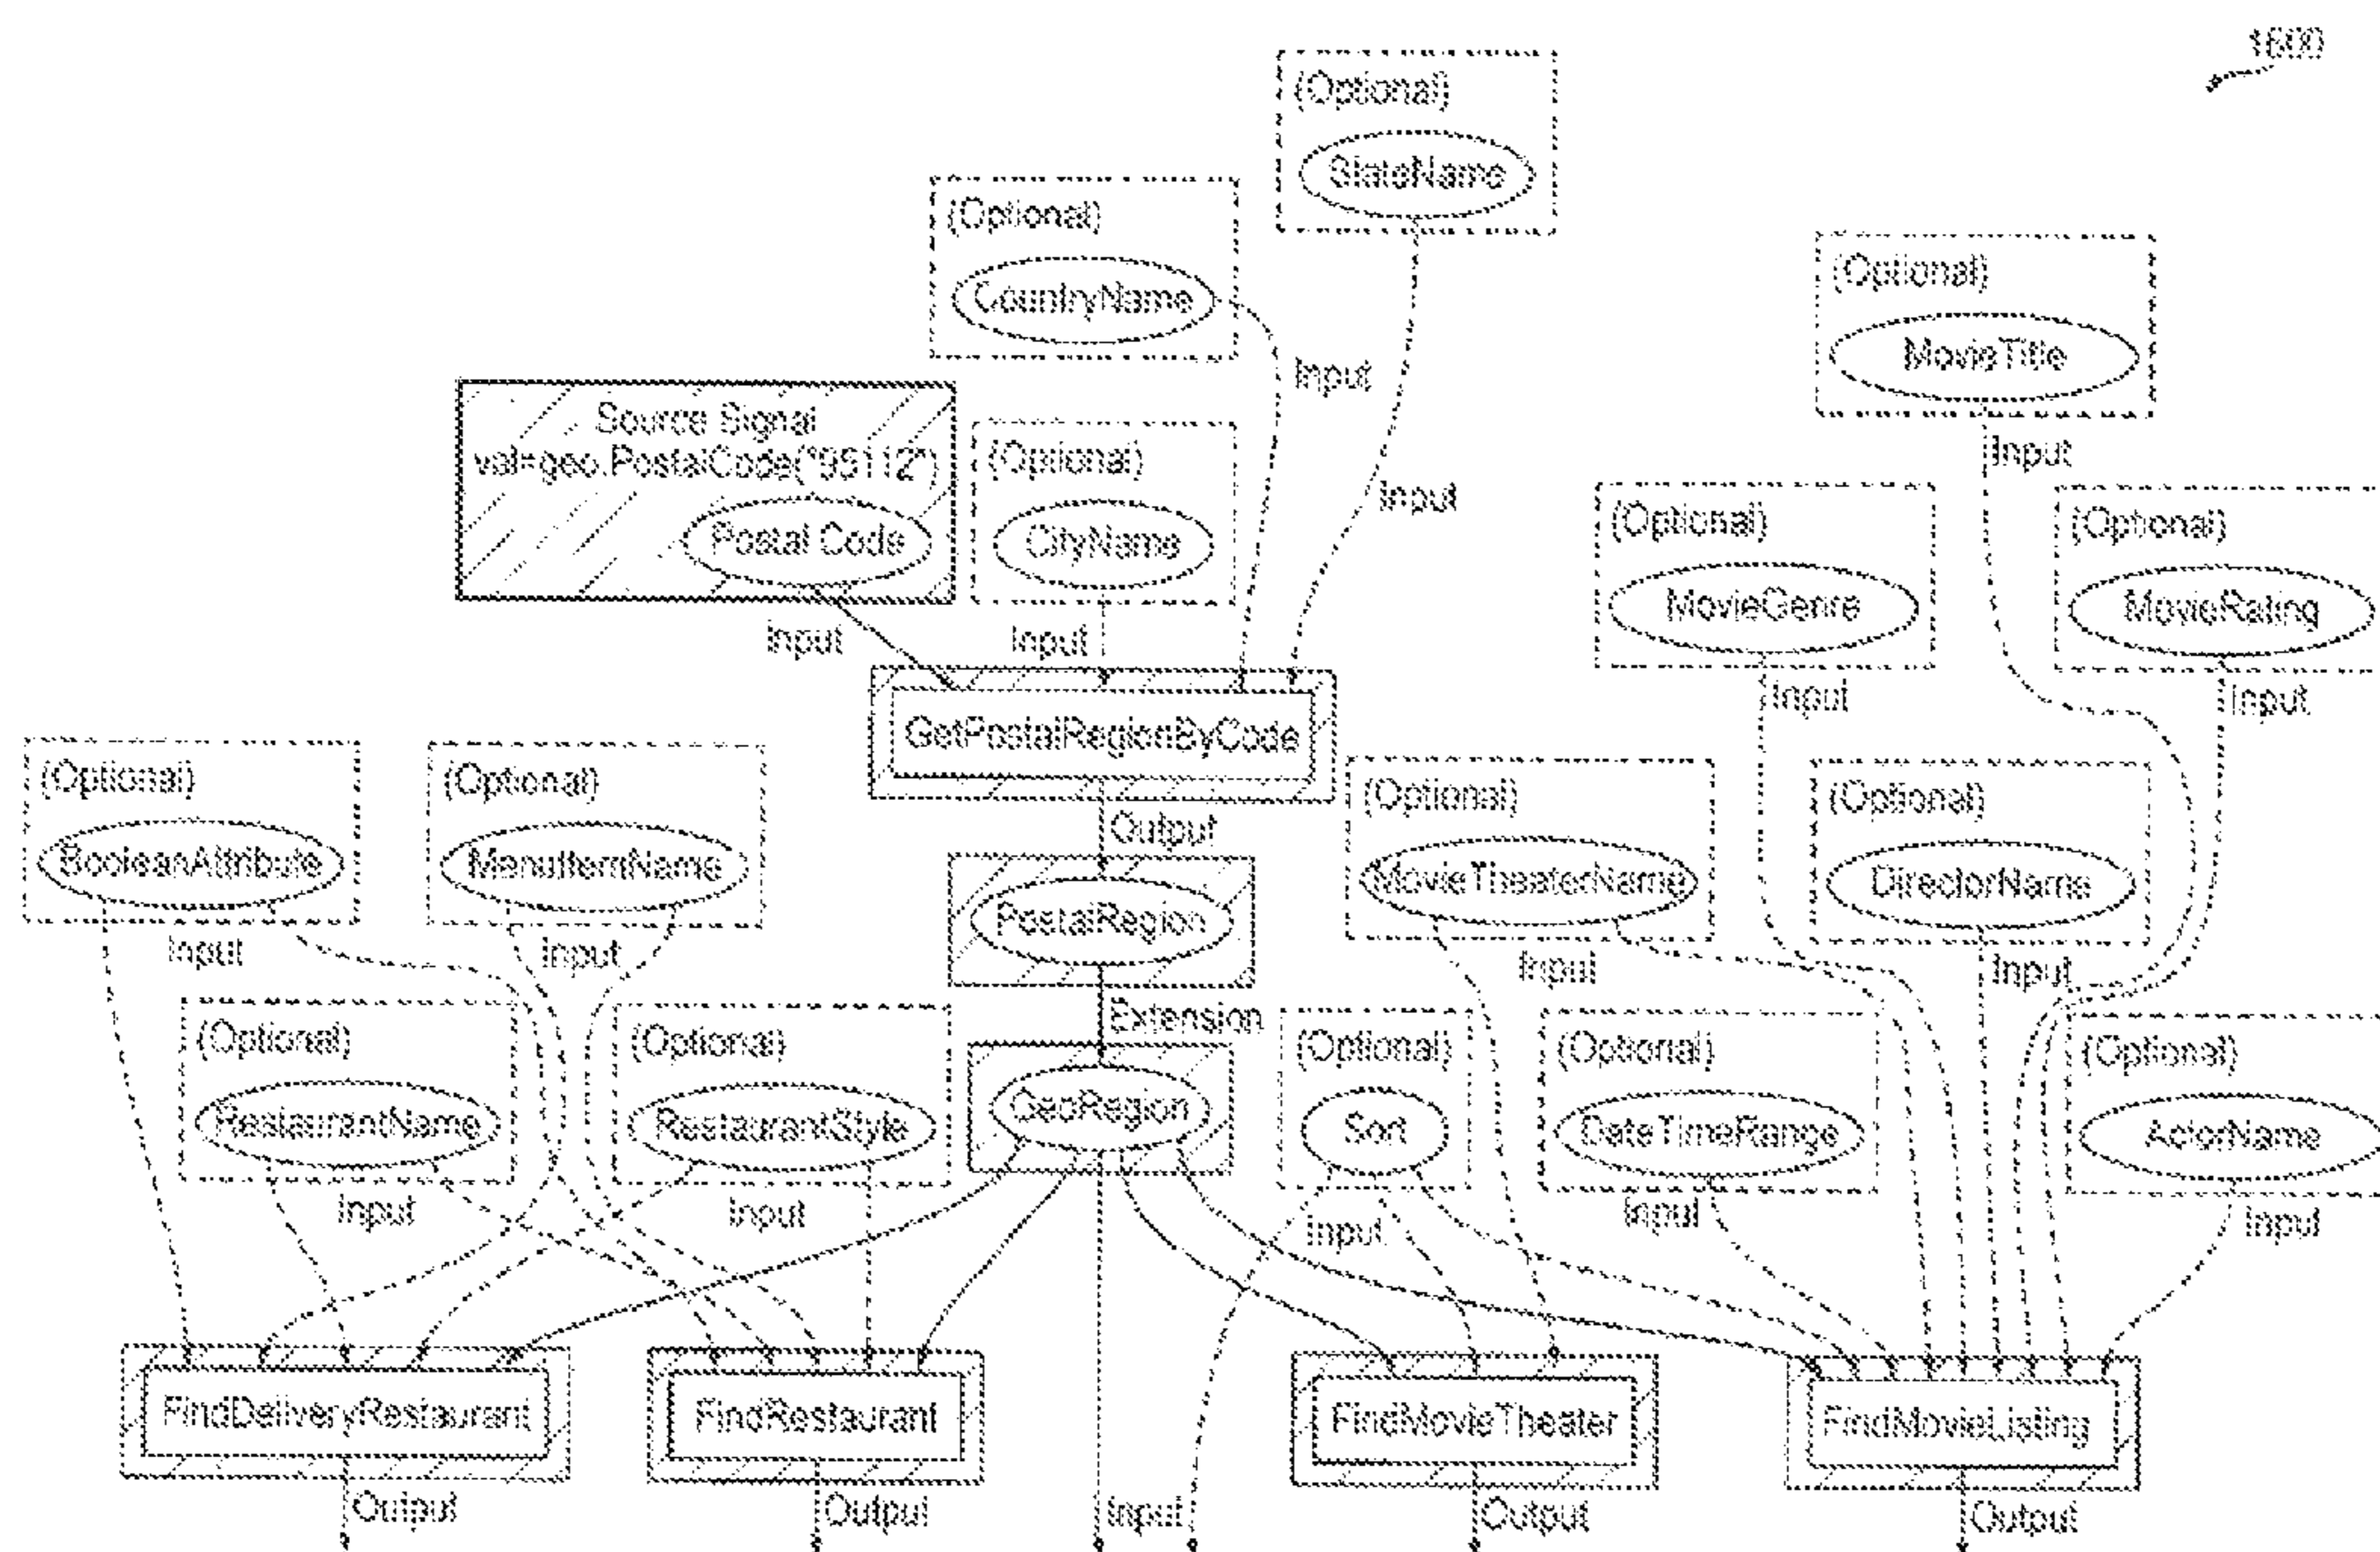 1600
(Optional)
StateName
(Optional)
CountryName
(Optional)
MovieTitle
Input
Source Signal
val=geo.PostalCode("95112")
Postal Code
(Optional)
CityName
Input
Input
(Optional)
MovieGenre
(Optional)
MovieRating
Input
Input
Input
Input
GetPostalRegionByCode
(Optional)
BooleanAttribute
(Optional)
MenuItemName
Output
(Optional)
MovieTheaterName
(Optional)
DirectorName
PostalRegion
Input
Input
Input
Input
Extension
(Optional)
RestaurantName
(Optional)
RestaurantStyle
GeoRegion
(Optional)
Sort
(Optional)
DateTimeRange
(Optional)
ActorName
Input
Input
Input
Input
Input
FindDeliveryRestaurant
FindRestaurant
FindMovieTheater
FindMovieListing
Output
Output
Input
Output
Output